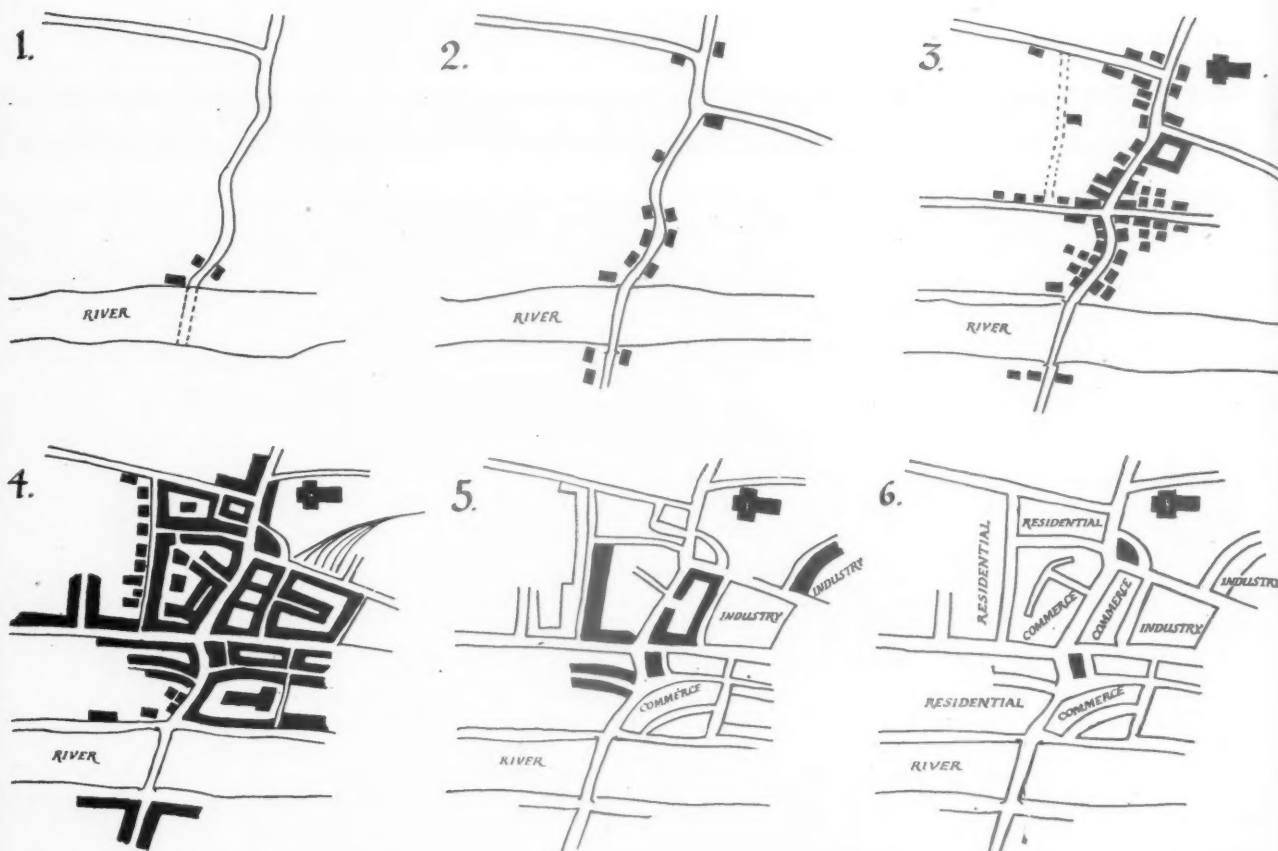 1.
2.
3.
RIVER
RIVER
RIVER
4.
5.
6.
RIVER
INDUSTRY
INDUSTRY
COMMERCE
RIVER
RESIDENTIAL
RESIDENTIAL
COMMERCE
COMMERCE
INDUSTRY
INDUSTRY
RESIDENTIAL
COMMERCE
RIVER